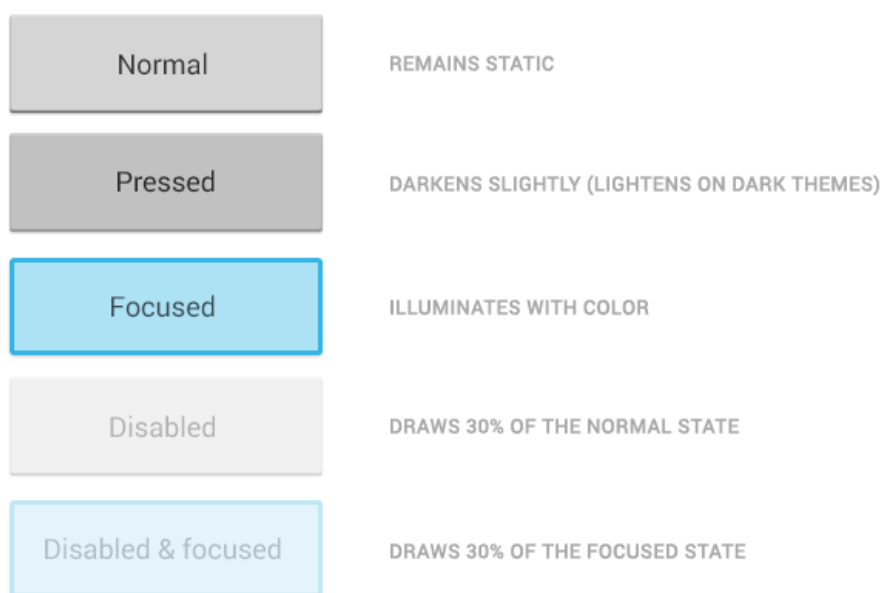 Normal
REMAINS STATIC
Pressed
DARKENS SLIGHTLY (LIGHTENS ON DARK THEMES)
Focused
ILLUMINATES WITH COLOR
Disabled
DRAWS 30% OF THE NORMAL STATE
Disabled & focused
DRAWS 30% OF THE FOCUSED STATE